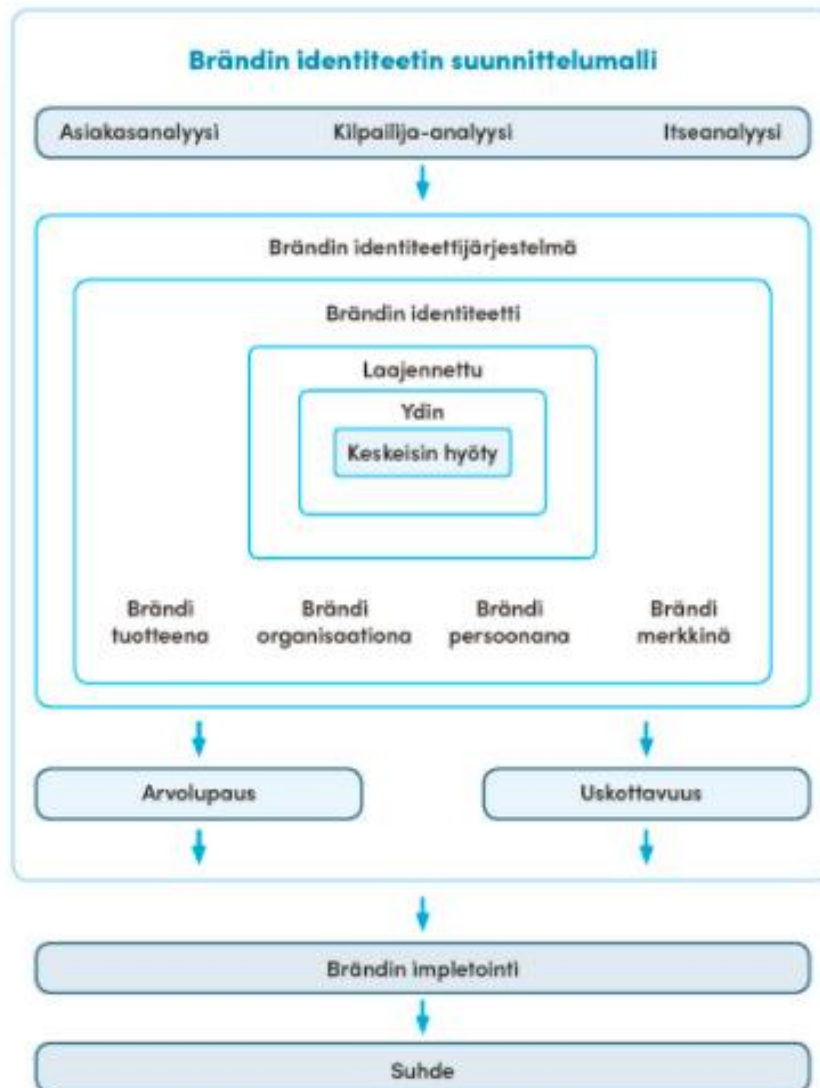 Brändin identiteetin suunnittelumalli
Asiakasanalyysi Kilpailija-analyysi Itseanalyysi
Brändin identiteettijärjestelmä
Brändin identiteetti
Laajennettu
Ydin
Keskeisin hyöty
Brändi Brändi Brändi Brändi
tuotteena organisaationa persoonana merkkinä
Arvolupaus Uskottavuus
Brändin impletointi
Suhde